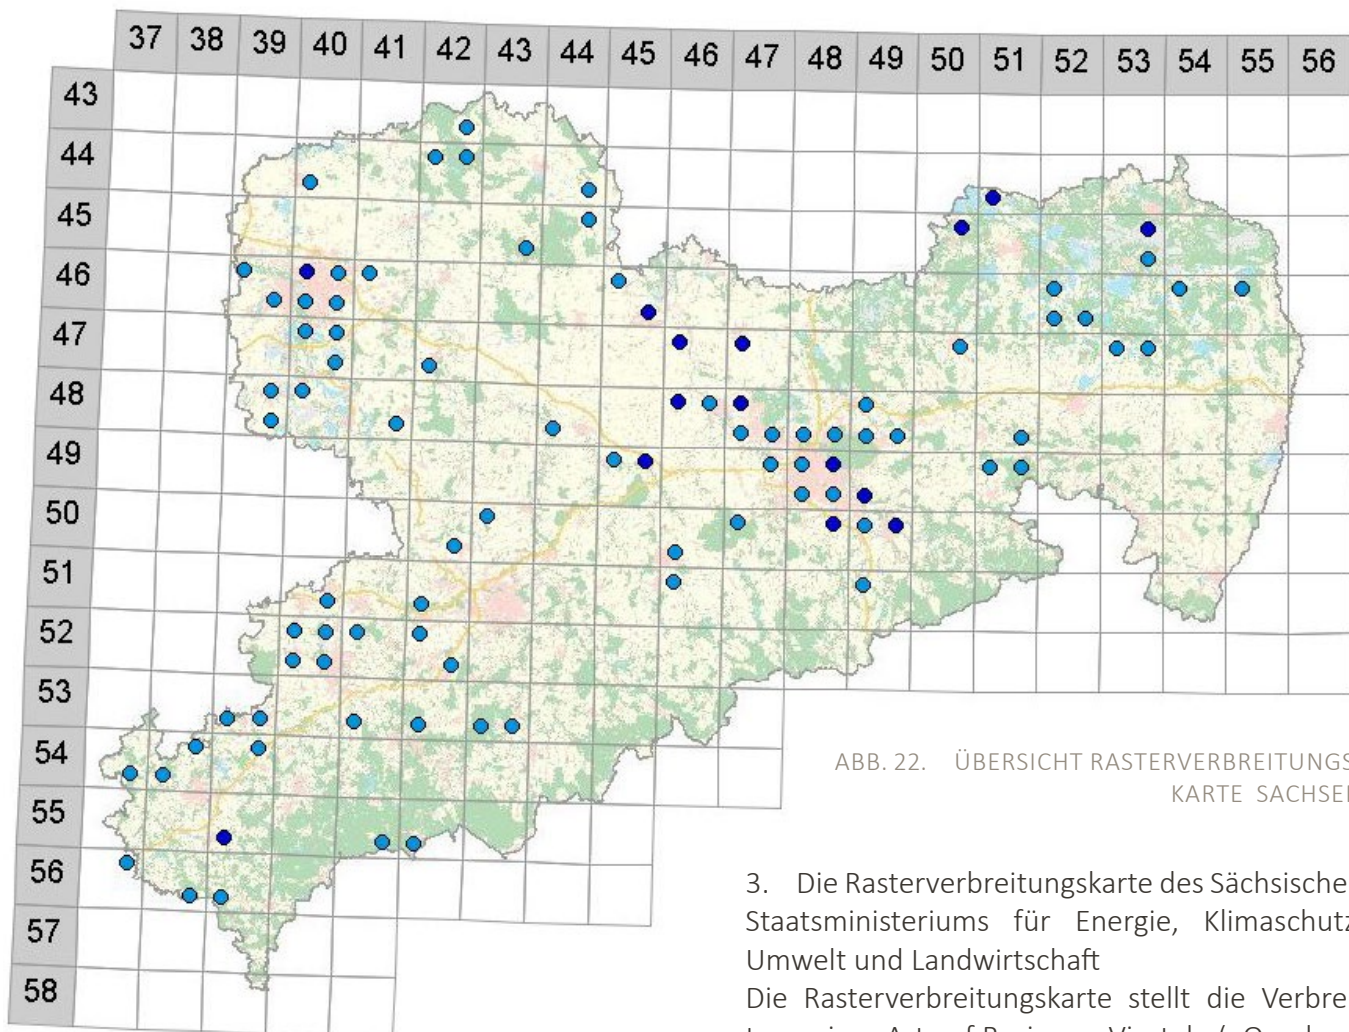 37 38 39 40 41 42 43 44 45 46 47 48 49 50 51 52 53 54 55 56
43
44
45
46
47
48
49
50
51
52
53
54
55
56
57
58
ABB. 22. ÜBERSICHT RASTERVERBREITUNGS
KARTE SACHSE
3. Die Rasterverbreitungskarte des Sächsische
Staatsministeriums für Energie, Klimaschutz
Umwelt und Landwirtschaft
Die Rasterverbreitungskarte stellt die Verbre